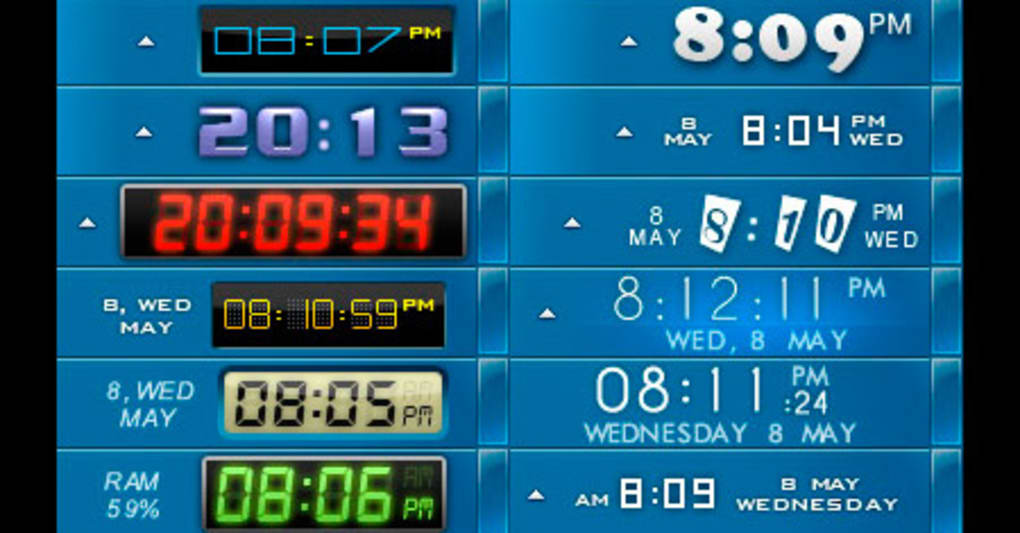 08:07 PM
20:13
20:09:34
8, WED
MAY
08:10:59 PM
8, WED
MAY
08:05 AM
PM
RAM
59%
08:06 AM
PM
8:09 PM
8
MAY
8:04 PM
WED
8
MAY
8:10 PM
WED
8:12:11 PM
WED, 8 MAY
08:11 PM
:24
WEDNESDAY 8 MAY
AM 8:09 8 MAY
WEDNESDAY